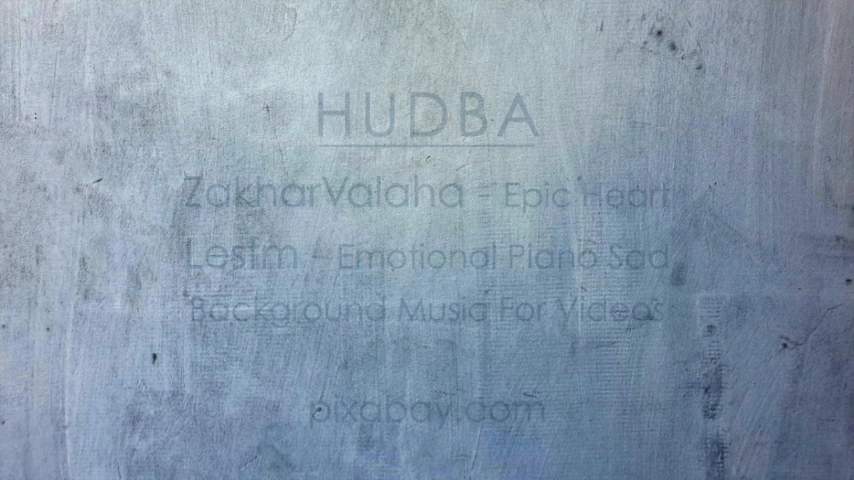 HUDBA
ZakharValaha - Epic Heart
Lesfm - Emotional Piano Sad
Background Music For Videos
pixabay.com